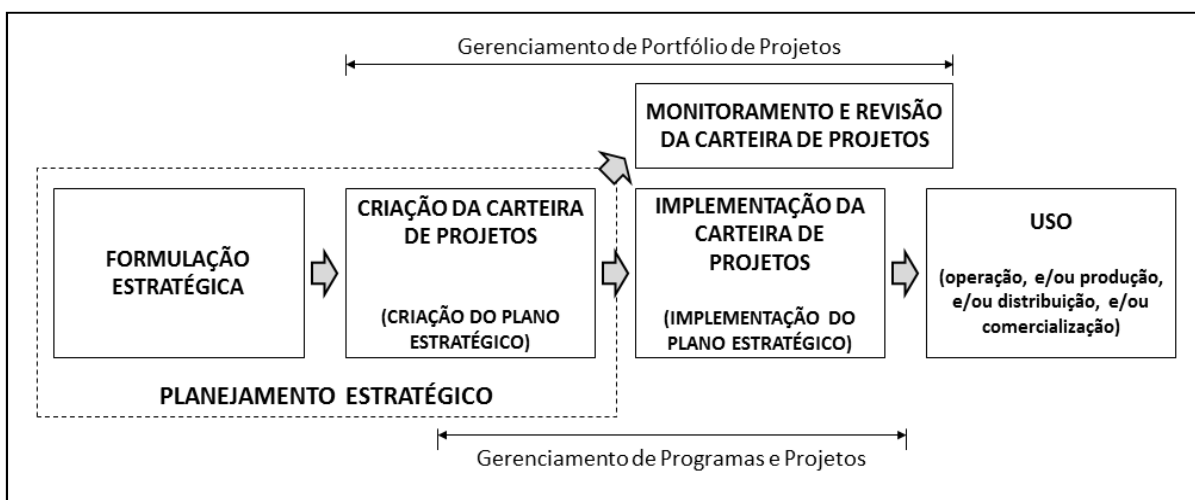 Gerenciamento de Portfólio de Projetos
MONITORAMENTO E REVISÃO
DA CARTEIRA DE PROJETOS
FORMULAÇÃO
ESTRATÉGICA
CRIAÇÃO DA CARTEIRA
DE PROJETOS
(CRIAÇÃO DO PLANO
ESTRATÉGICO)
IMPLEMENTAÇÃO DA
CARTEIRA DE
PROJETOS
(IMPLEMENTAÇÃO DO
PLANO ESTRATÉGICO)
USO
(operação, e/ou produção,
e/ou distribuição, e/ou
comercialização)
PLANEJAMENTO ESTRATÉGICO
Gerenciamento de Programas e Projetos